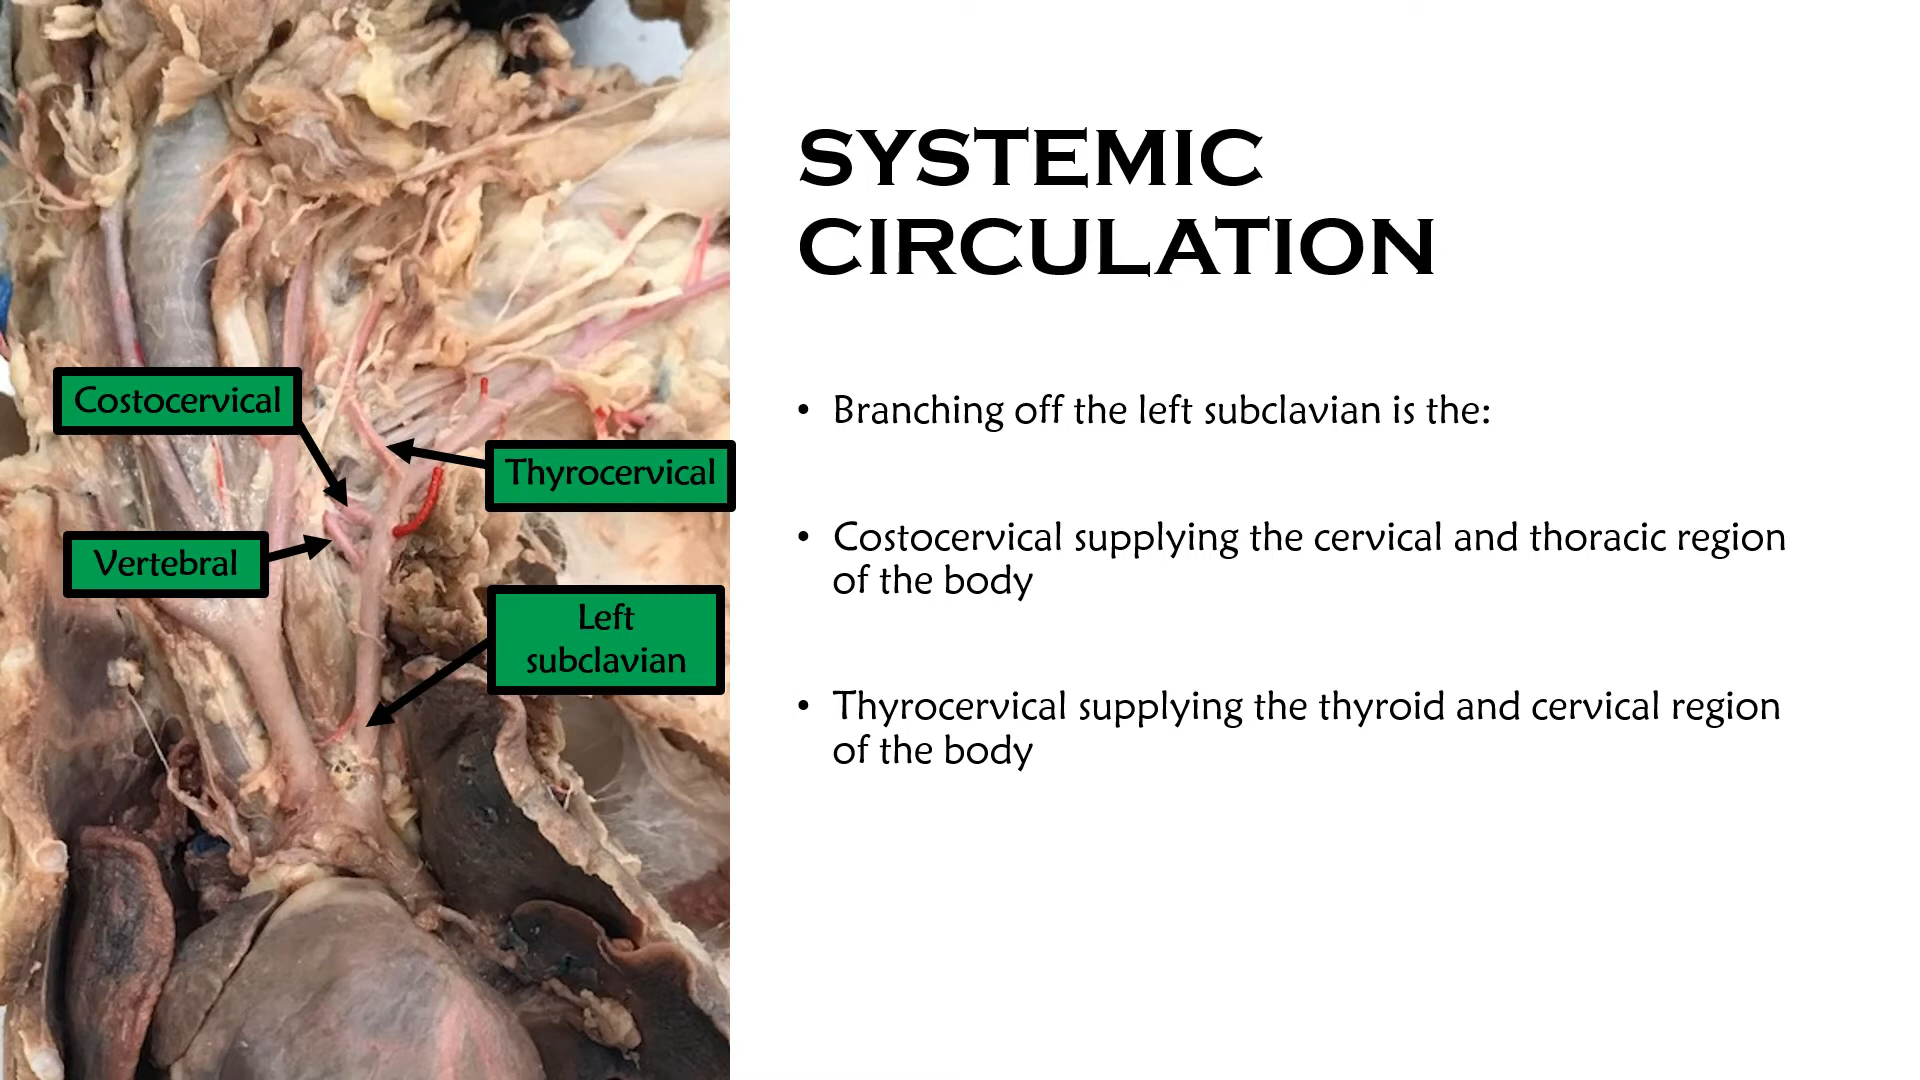 SYSTEMIC
CIRCULATION
• Branching off the left subclavian is the:
• Costocervical supplying the cervical and thoracic region
of the body
• Thyrocervical supplying the thyroid and cervical region
of the body
Costocervical
Thyrocervical
Vertebral
Left
subclavian